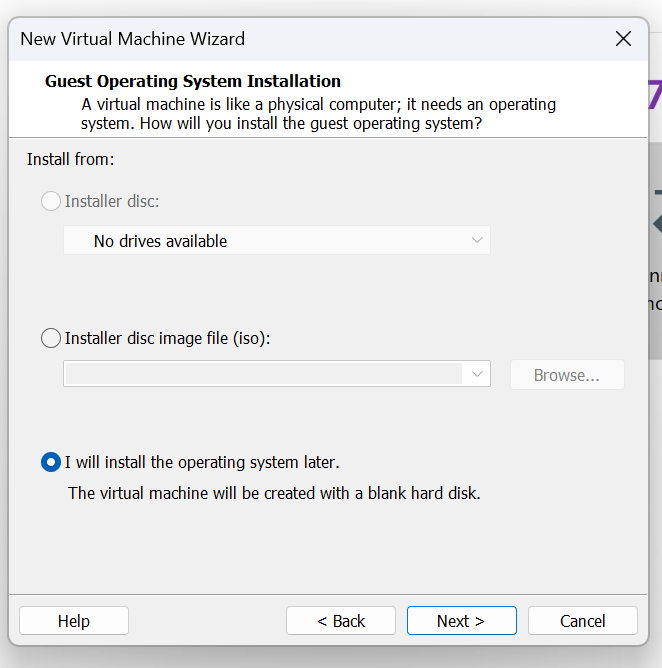 New Virtual Machine Wizard
Guest Operating System Installation
A virtual machine is like a physical computer; it needs an operating
system. How will you install the guest operating system?
Install from:
Installer disc:
No drives available
Installer disc image file (iso):
Browse...
I will install the operating system later.
The virtual machine will be created with a blank hard disk.
Help
< Back
Next >
Cancel